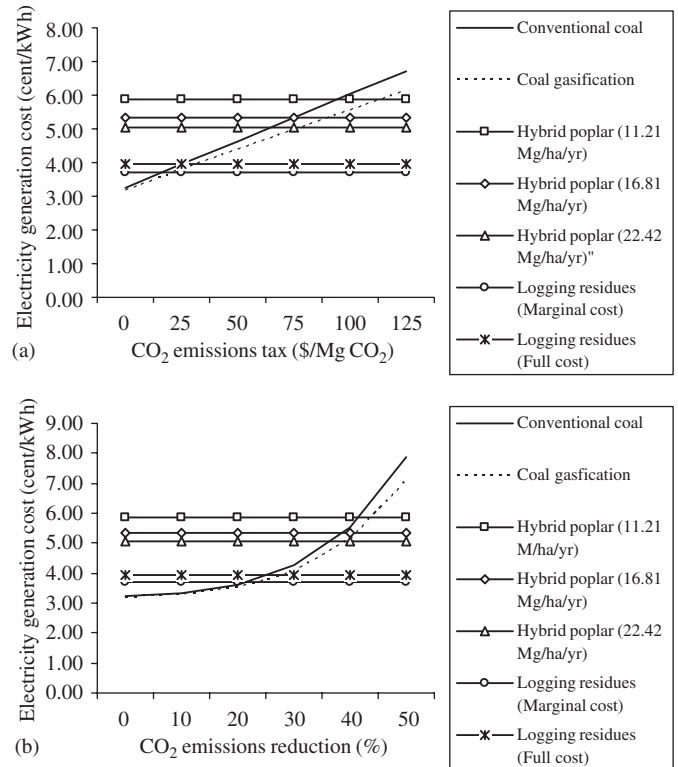 Electricity generation cost (cent/kWh)
8.00
7.00
6.00
5.00
4.00
3.00
2.00
1.00
0.00
0 25 50 75 100 125
(a) CO₂ emissions tax ($/Mg CO₂)
Conventional coal
Coal gasification
Hybrid poplar (11.21
Mg/ha/yr)
Hybrid poplar (16.81
Mg/ha/yr)
Hybrid poplar (22.42
Mg/ha/yr)"
Logging residues
(Marginal cost)
Logging residues
(Full cost)
Electricity generation cost (cent/kWh)
9.00
8.00
7.00
6.00
5.00
4.00
3.00
2.00
1.00
0.00
0 10 20 30 40 50
(b) CO₂ emissions reduction (%)
Conventional coal
Coal gasfication
Hybrid poplar (11.21
M/ha/yr)
Hybrid poplar (16.81
Mg/ha/yr)
Hybrid poplar (22.42
Mg/ha/yr)
Logging residues
(Marginal cost)
Logging residues
(Full cost)